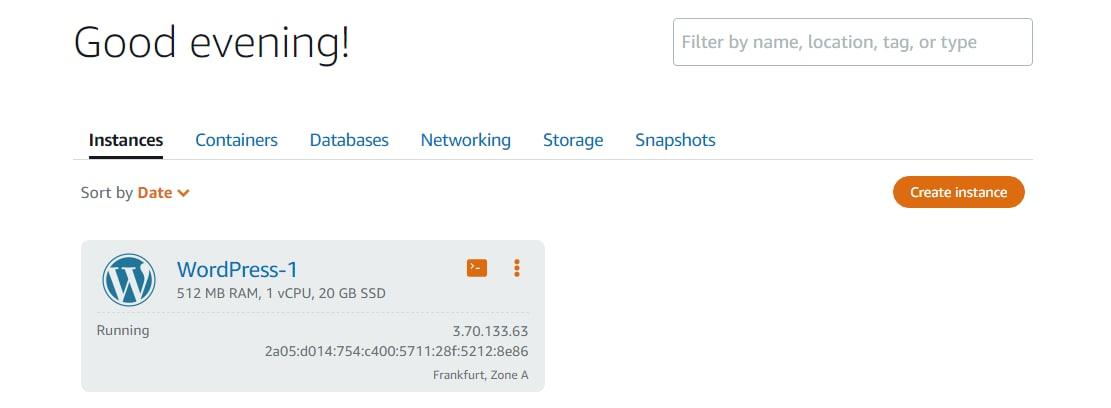 Good evening!
Filter by name, location, tag, or type
Instances Containers Databases Networking Storage Snapshots
Sort by Date
Create instance
WordPress-1
512 MB RAM, 1 vCPU, 20 GB SSD
Running
3.70.133.63
2a05:d014:754:c400:5711:28f:5212:8e86
Frankfurt, Zone A